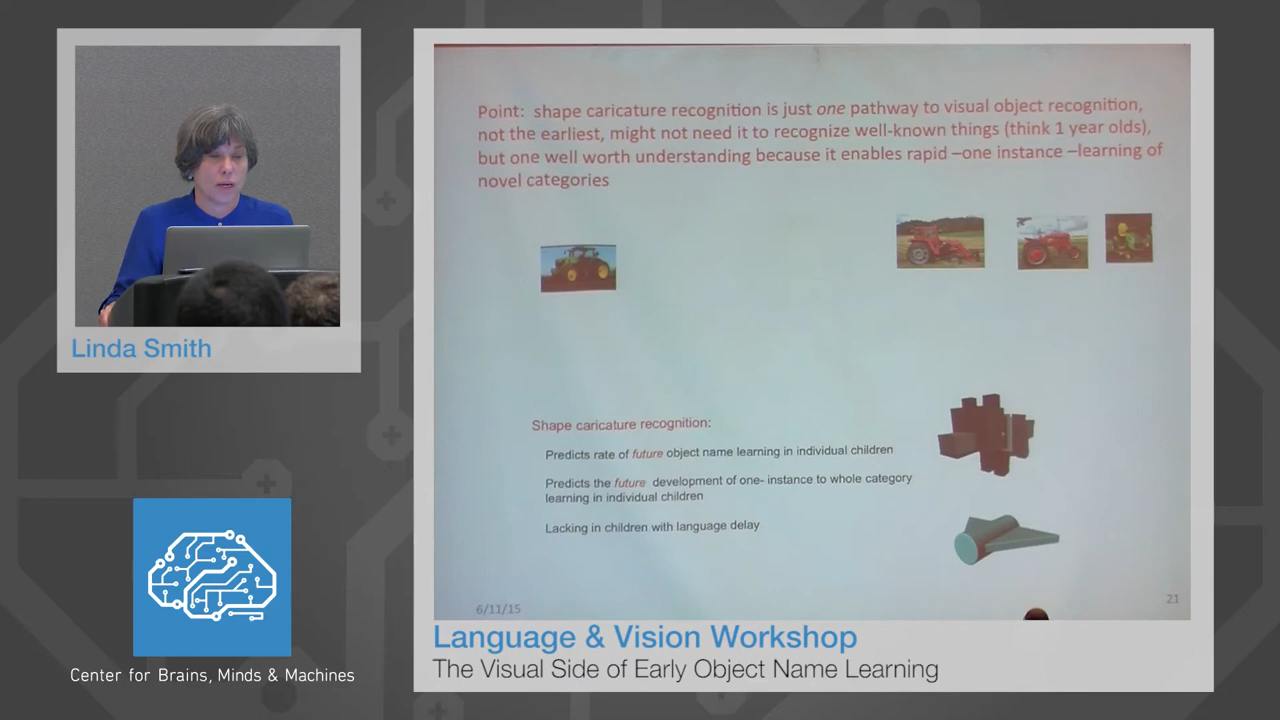 Linda Smith
Center for Brains, Minds & Machines
Point: shape caricature recognition is just one pathway to visual object recognition,
not the earliest, might not need it to recognize well-known things (think 1 year olds),
but one well worth understanding because it enables rapid –one instance –learning of
novel categories
Shape caricature recognition:
Predicts rate of future object name learning in individual children
Predicts the future development of one- instance to whole category
learning in individual children
Lacking in children with language delay
6/11/15
21
Language & Vision Workshop
The Visual Side of Early Object Name Learning